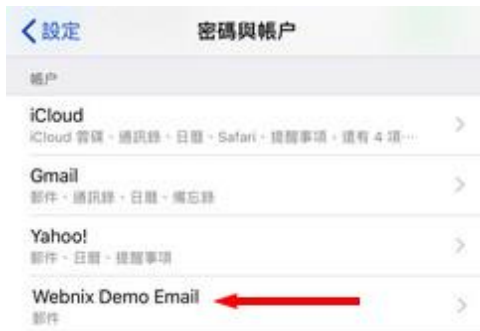 設定
密碼與帳户
帳户
iCloud
iCloud 雲碟、通訊錄、日曆、Safari、提醒事項、還有 4 項…
Gmail
郵件、通訊錄、日曆、備忘錄
Yahoo!
郵件、日曆、提醒事項
Webnix Demo Email
郵件